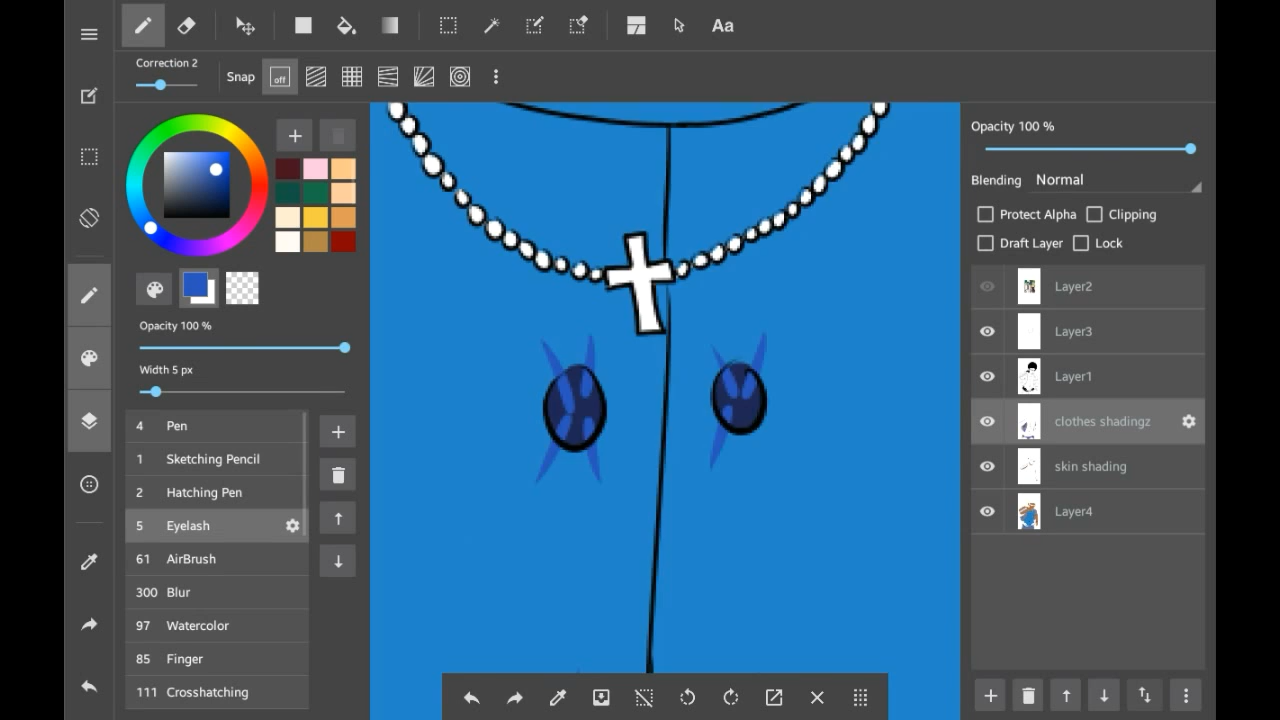 Aa
Correction 2
Snap
off
Opacity 100 %
Width 5 px
4 Pen
1 Sketching Pencil
2 Hatching Pen
5 Eyelash
61 AirBrush
300 Blur
97 Watercolor
85 Finger
111 Crosshatching
Opacity 100 %
Blending Normal
Protect Alpha Clipping
Draft Layer Lock
Layer2
Layer3
Layer1
clothes shadingz
skin shading
Layer4